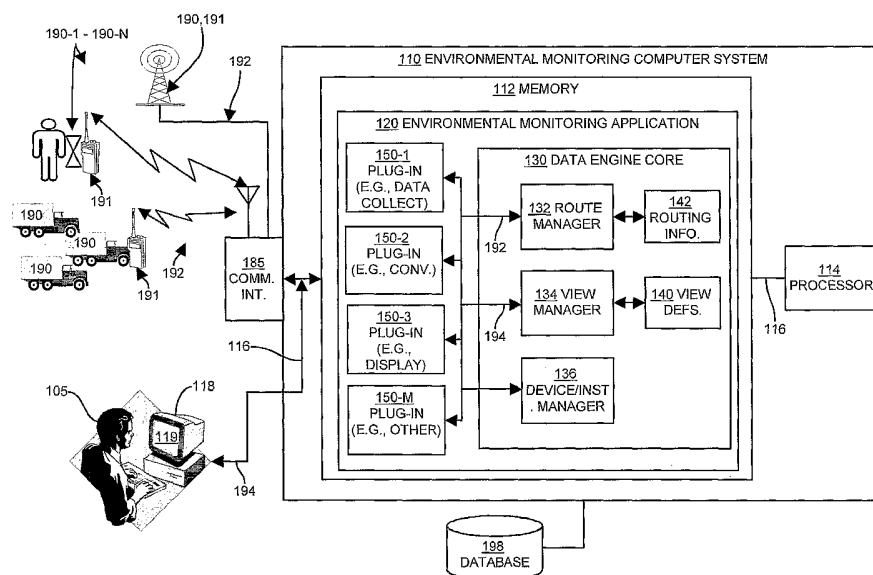 190-1 - 190-N
190,191
192
191
190
190
190
191
192
185
COMM.
INT.
116
105
118
119
194
110 ENVIRONMENTAL MONITORING COMPUTER SYSTEM
112 MEMORY
120 ENVIRONMENTAL MONITORING APPLICATION
150-1
PLUG-IN
(E.G., DATA
COLLECT)
150-2
PLUG-IN
(E.G., CONV.)
150-3
PLUG-IN
(E.G.,
DISPLAY)
150-M
PLUG-IN
(E.G., OTHER)
130 DATA ENGINE CORE
192
132 ROUTE
MANAGER
142
ROUTING
INFO.
194
134 VIEW
MANAGER
140 VIEW
DEFS.
136
DEVICE/INST
. MANAGER
114
PROCESSOR
116
198
DATABASE